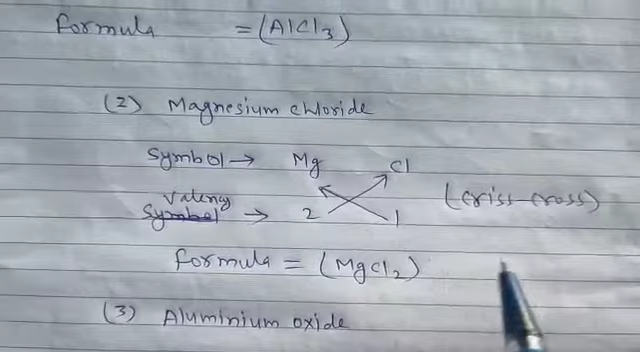 Formula = (AlCl3)
(2) Magnesium chloride
Symbol → Mg Cl
Valency
Symbol → 2 1 (criss-cross)
formula = (MgCl2)
(3) Aluminium oxide